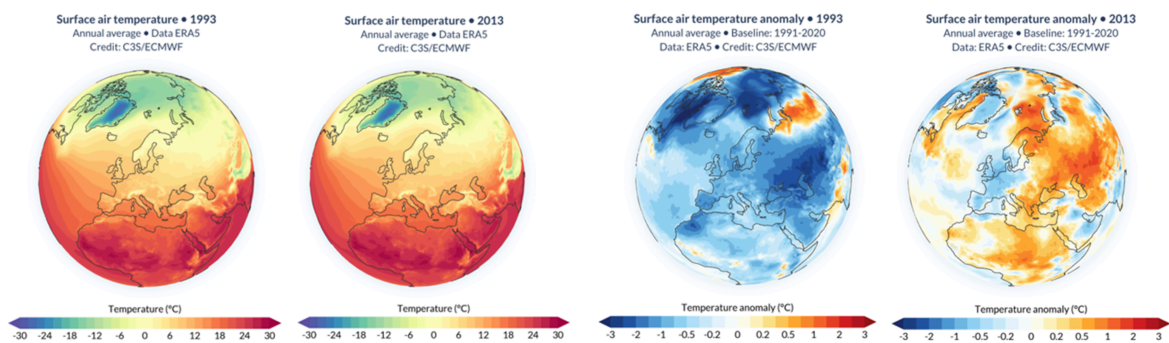 Surface air temperature • 1993
Annual average • Data ERA5
Credit: C3S/ECMWF
Temperature (°C)
-30 -24 -18 -12 -6 0 6 12 18 24 30
Surface air temperature • 2013
Annual average • Data ERA5
Credit: C3S/ECMWF
Temperature (°C)
-30 -24 -18 -12 -6 0 6 12 18 24 30
Surface air temperature anomaly • 1993
Annual average • Baseline: 1991-2020
Data: ERA5 • Credit: C3S/ECMWF
Temperature anomaly (°C)
-3 -2 -1 -0.5 -0.2 0 0.2 0.5 1 2 3
Surface air temperature anomaly • 2013
Annual average • Baseline: 1991-2020
Data: ERA5 • Credit: C3S/ECMWF
Temperature anomaly (°C)
-3 -2 -1 -0.5 -0.2 0 0.2 0.5 1 2 3